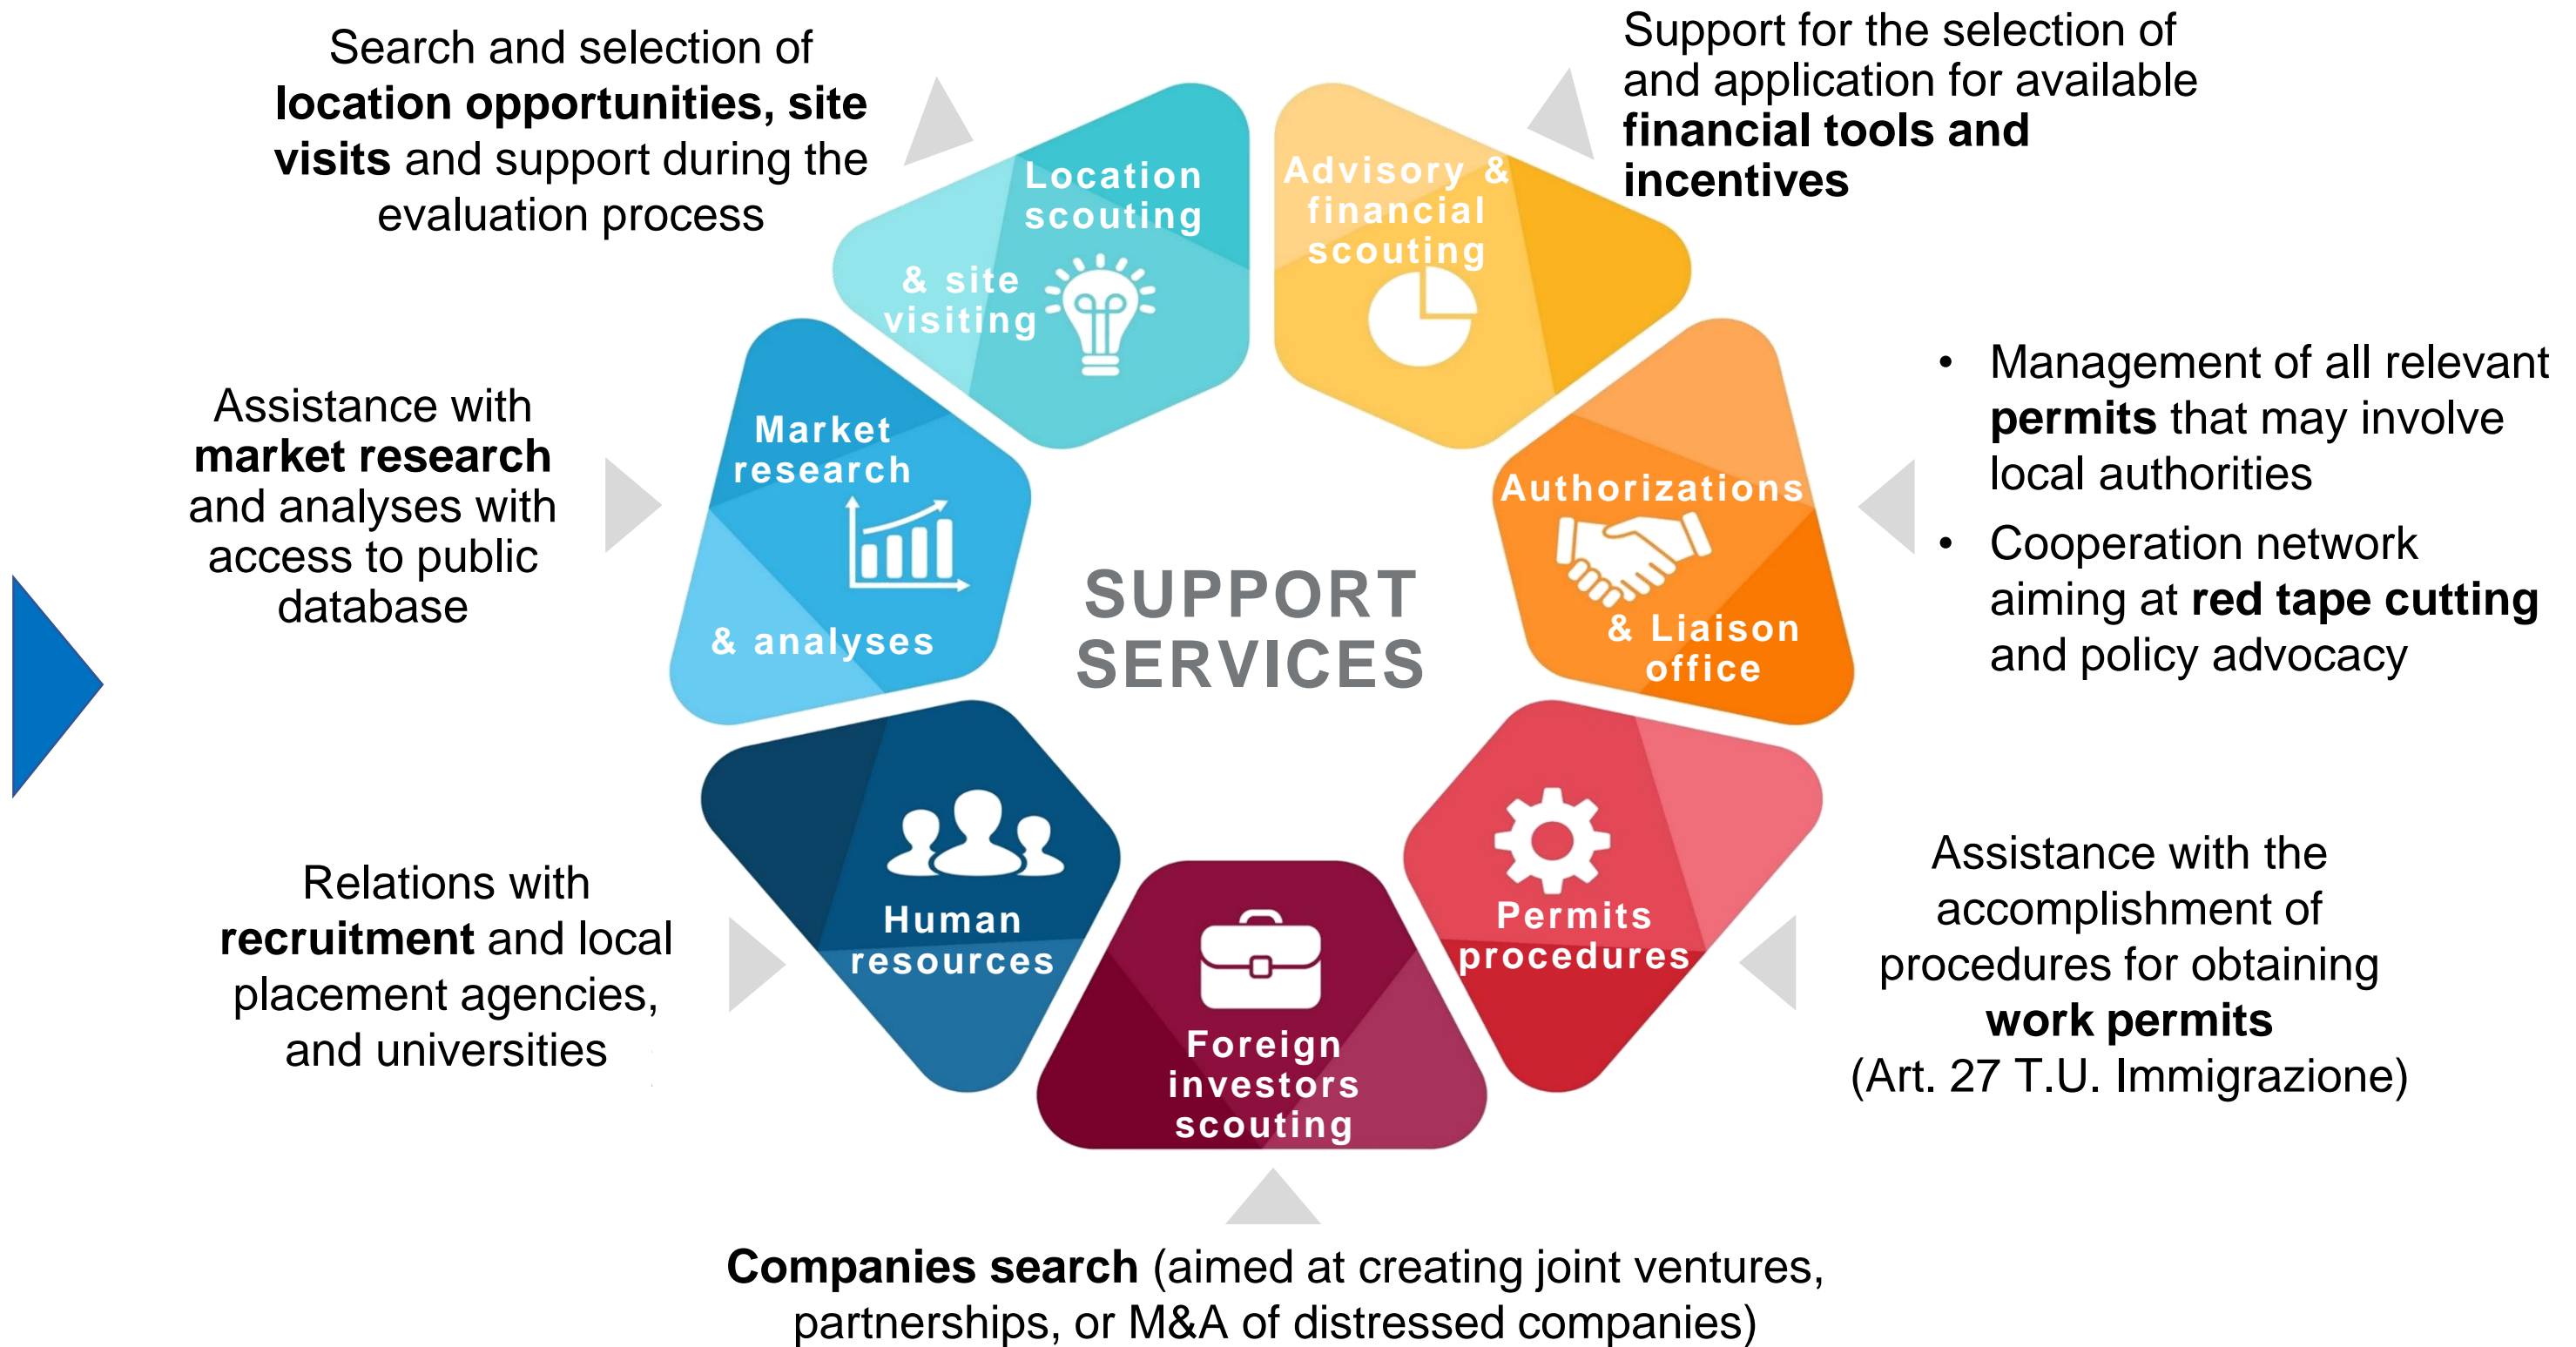 Search and selection of
location opportunities, site
visits and support during the
evaluation process
Support for the selection of
and application for available
financial tools and
incentives
Location
scouting
& site
visiting
Advisory &
financial
scouting
Assistance with
market research
and analyses with
access to public
database
Market
research
& analyses
SUPPORT
SERVICES
Authorizations
& Liaison
office
• Management of all relevant
permits that may involve
local authorities
• Cooperation network
aiming at red tape cutting
and policy advocacy
Relations with
recruitment and local
placement agencies,
and universities
Human
resources
Foreign
investors
scouting
Permits
procedures
Assistance with the
accomplishment of
procedures for obtaining
work permits
(Art. 27 T.U. Immigrazione)
Companies search (aimed at creating joint ventures,
partnerships, or M&A of distressed companies)